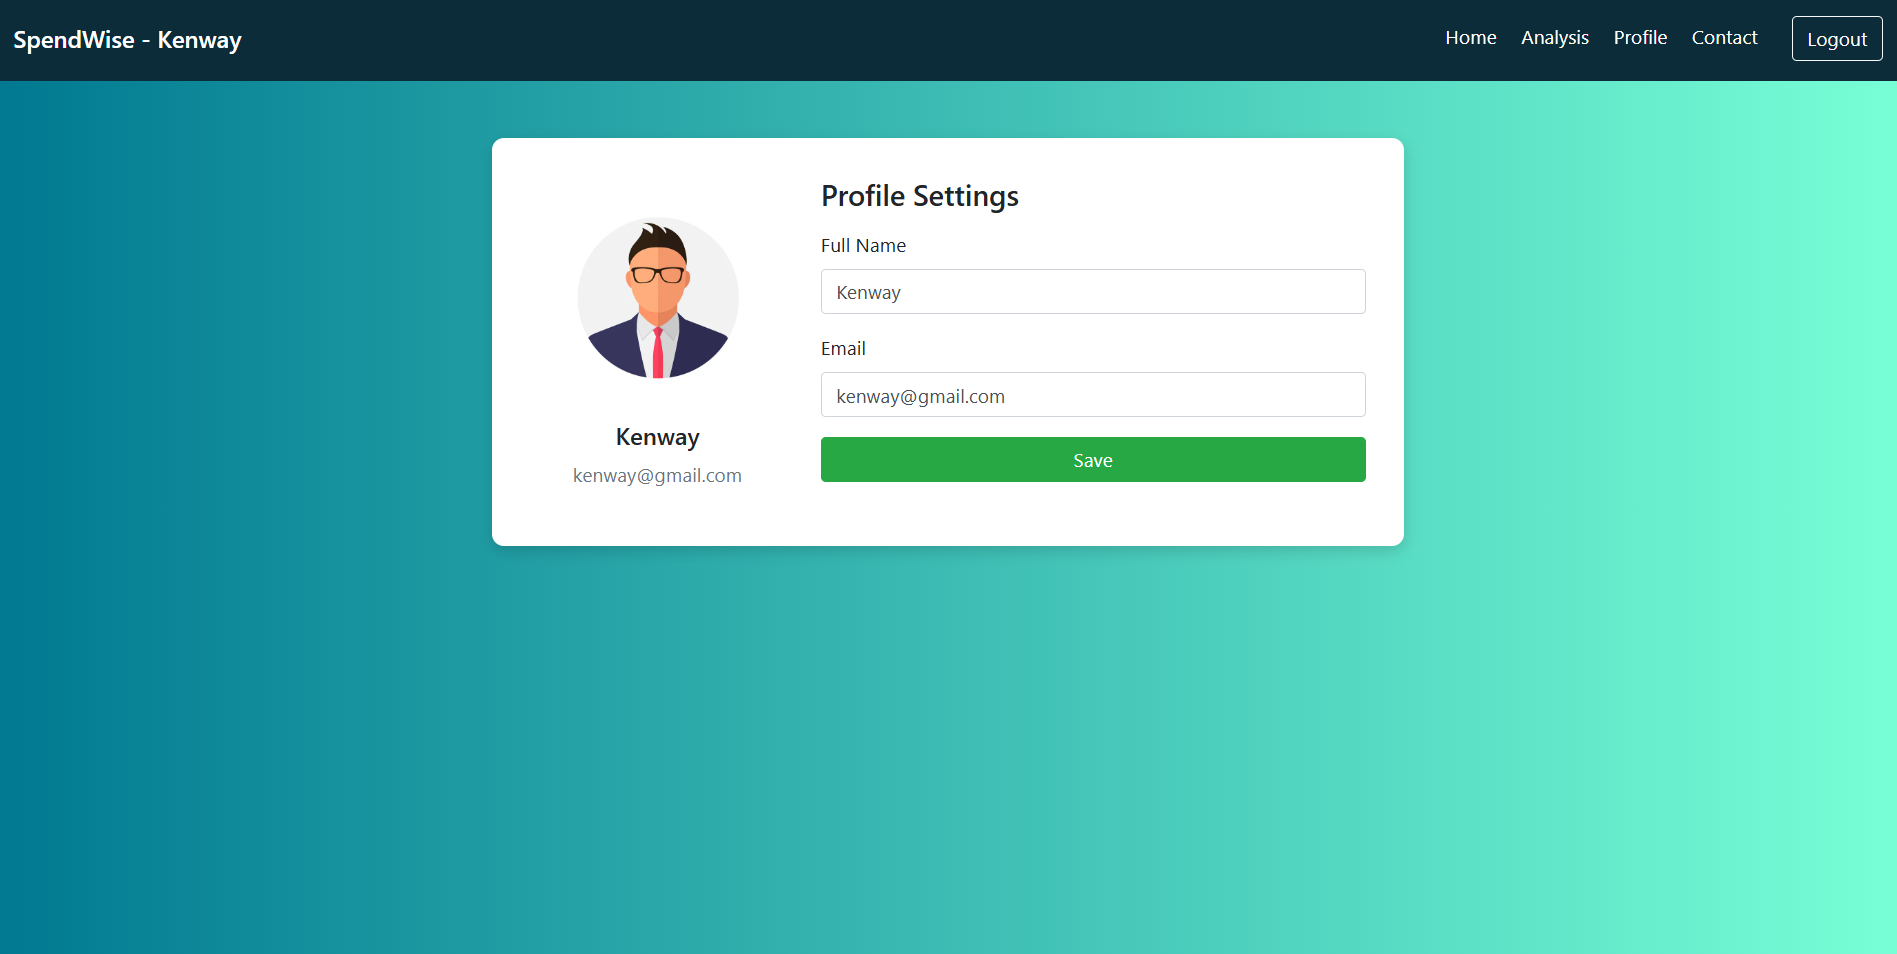 SpendWise - Kenway
Home Analysis Profile Contact Logout
Kenway
kenway@gmail.com
Profile Settings
Full Name
Kenway
Email
kenway@gmail.com
Save